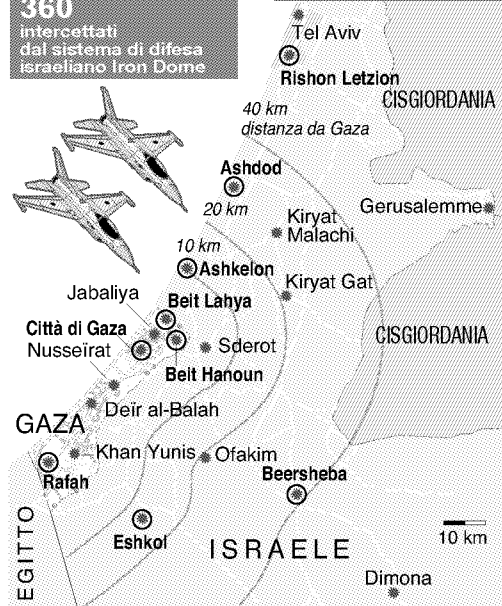 360
intercettati
dal sistema di difesa
israeliano Iron Dome
Tel Aviv
Rishon Letzion
CISGIORDANIA
40 km
distanza da Gaza
Ashdod
20 km
Gerusalemme
Kiryat
Malachi
10 km
Ashkelon
Kiryat Gat
Jabaliya
Beit Lahya
Città di Gaza
CISGIORDANIA
Nusseïrat
Sderot
Beit Hanoun
Deïr al-Balah
GAZA
Khan Yunis
Ofakim
Rafah
Beersheba
EGITTO
Eshkol
ISRAELE
10 km
Dimona